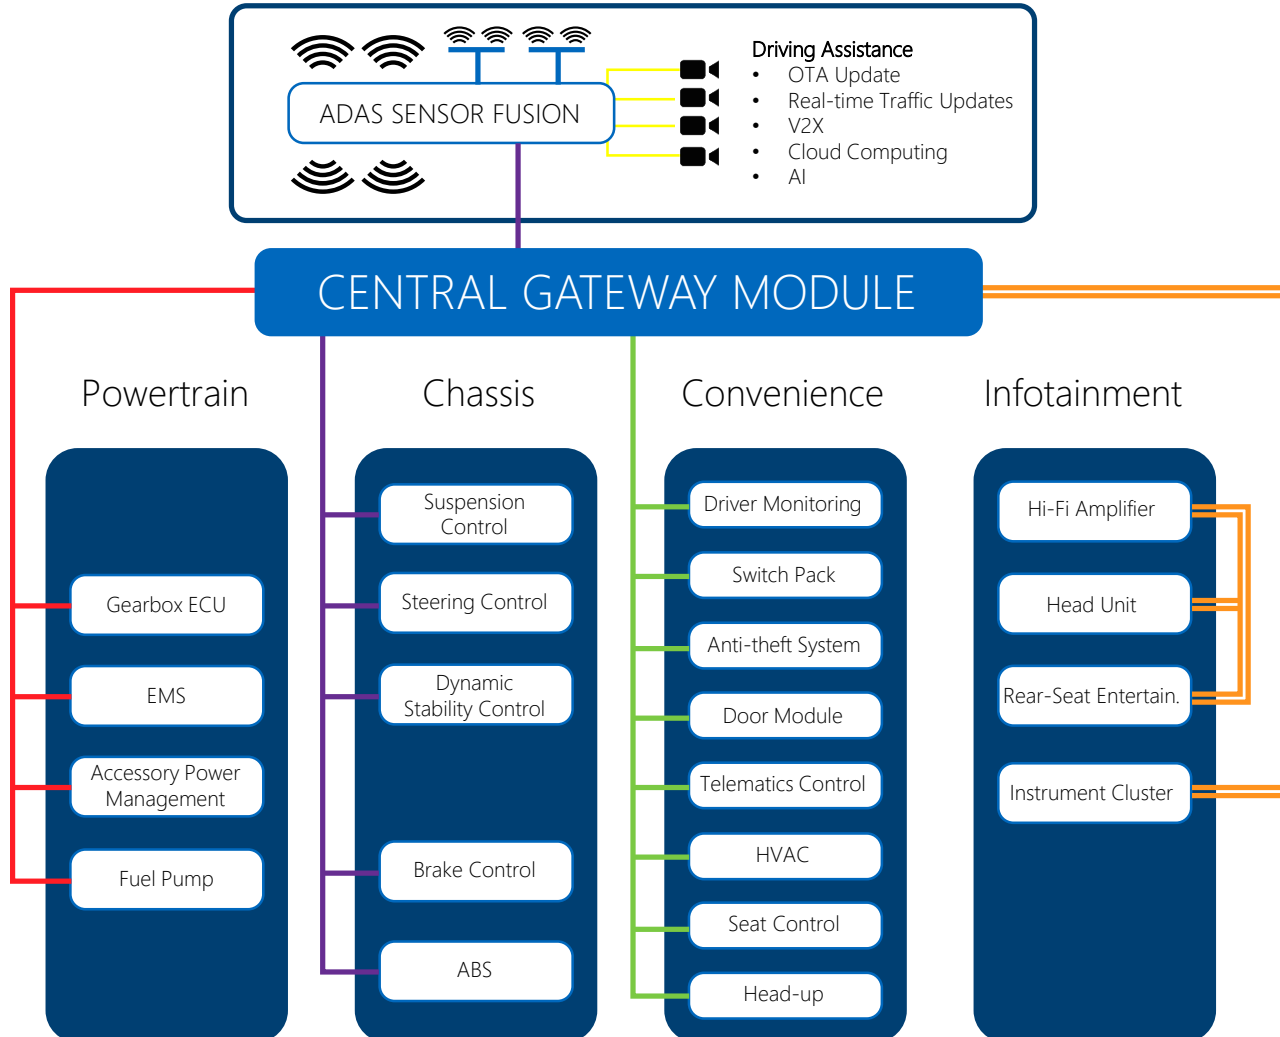 Driving Assistance
• OTA Update
• Real-time Traffic Updates
• V2X
• Cloud Computing
• AI
ADAS SENSOR FUSION
CENTRAL GATEWAY MODULE
Powertrain
Gearbox ECU
EMS
Accessory Power
Management
Fuel Pump
Chassis
Suspension
Control
Steering Control
Dynamic
Stability Control
Brake Control
ABS
Convenience
Driver Monitoring
Switch Pack
Anti-theft System
Door Module
Telematics Control
HVAC
Seat Control
Head-up
Infotainment
Hi-Fi Amplifier
Head Unit
Rear-Seat Entertain.
Instrument Cluster